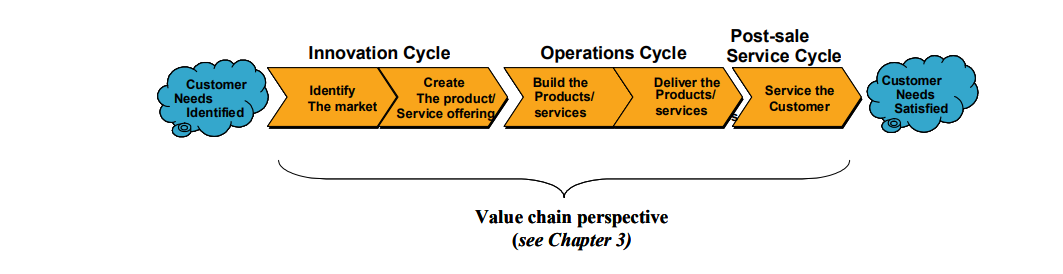 Innovation Cycle
Operations Cycle
Post-sale
Service Cycle
Customer
Needs
Identified
Identify
The market
Create
The product/
Service offering
Build the
Products/
services
Deliver the
Products/
services
s
Service the
Customer
Customer
Needs
Satisfied
Value chain perspective
(see Chapter 3)